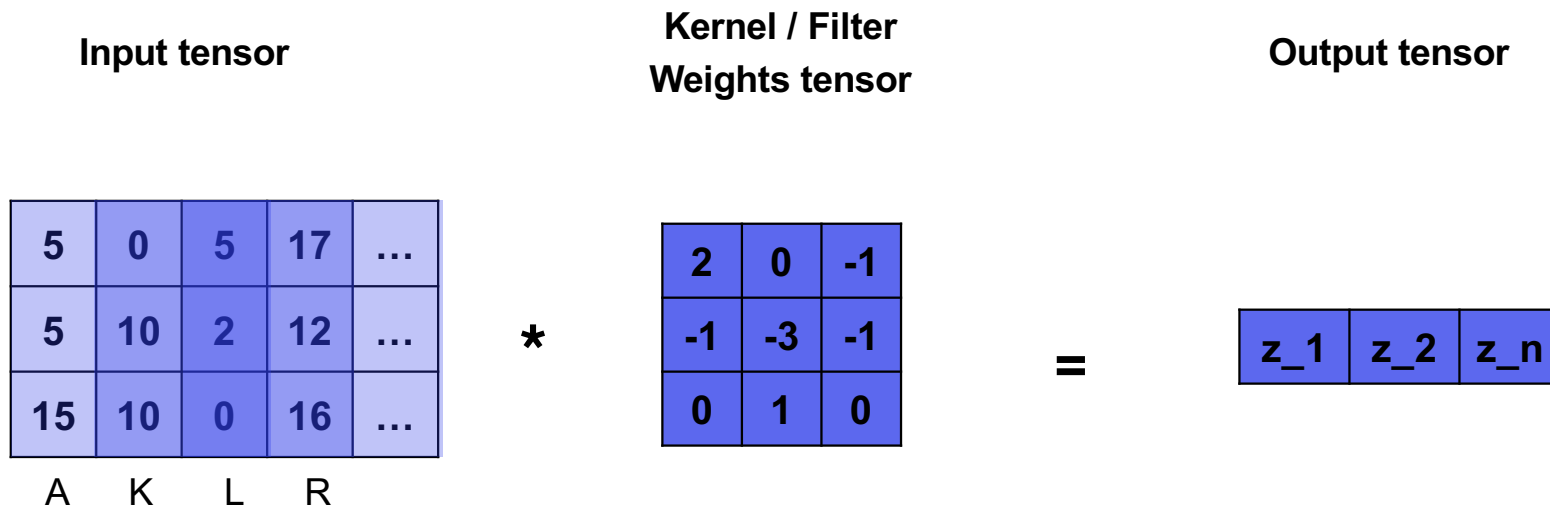 Input tensor
Kernel / Filter
Weights tensor
Output tensor
5 0 5 17 …
5 10 2 12 …
15 10 0 16 …
A K L R
*
2 0 -1
-1 -3 -1
0 1 0
=
z_1 z_2 z_n